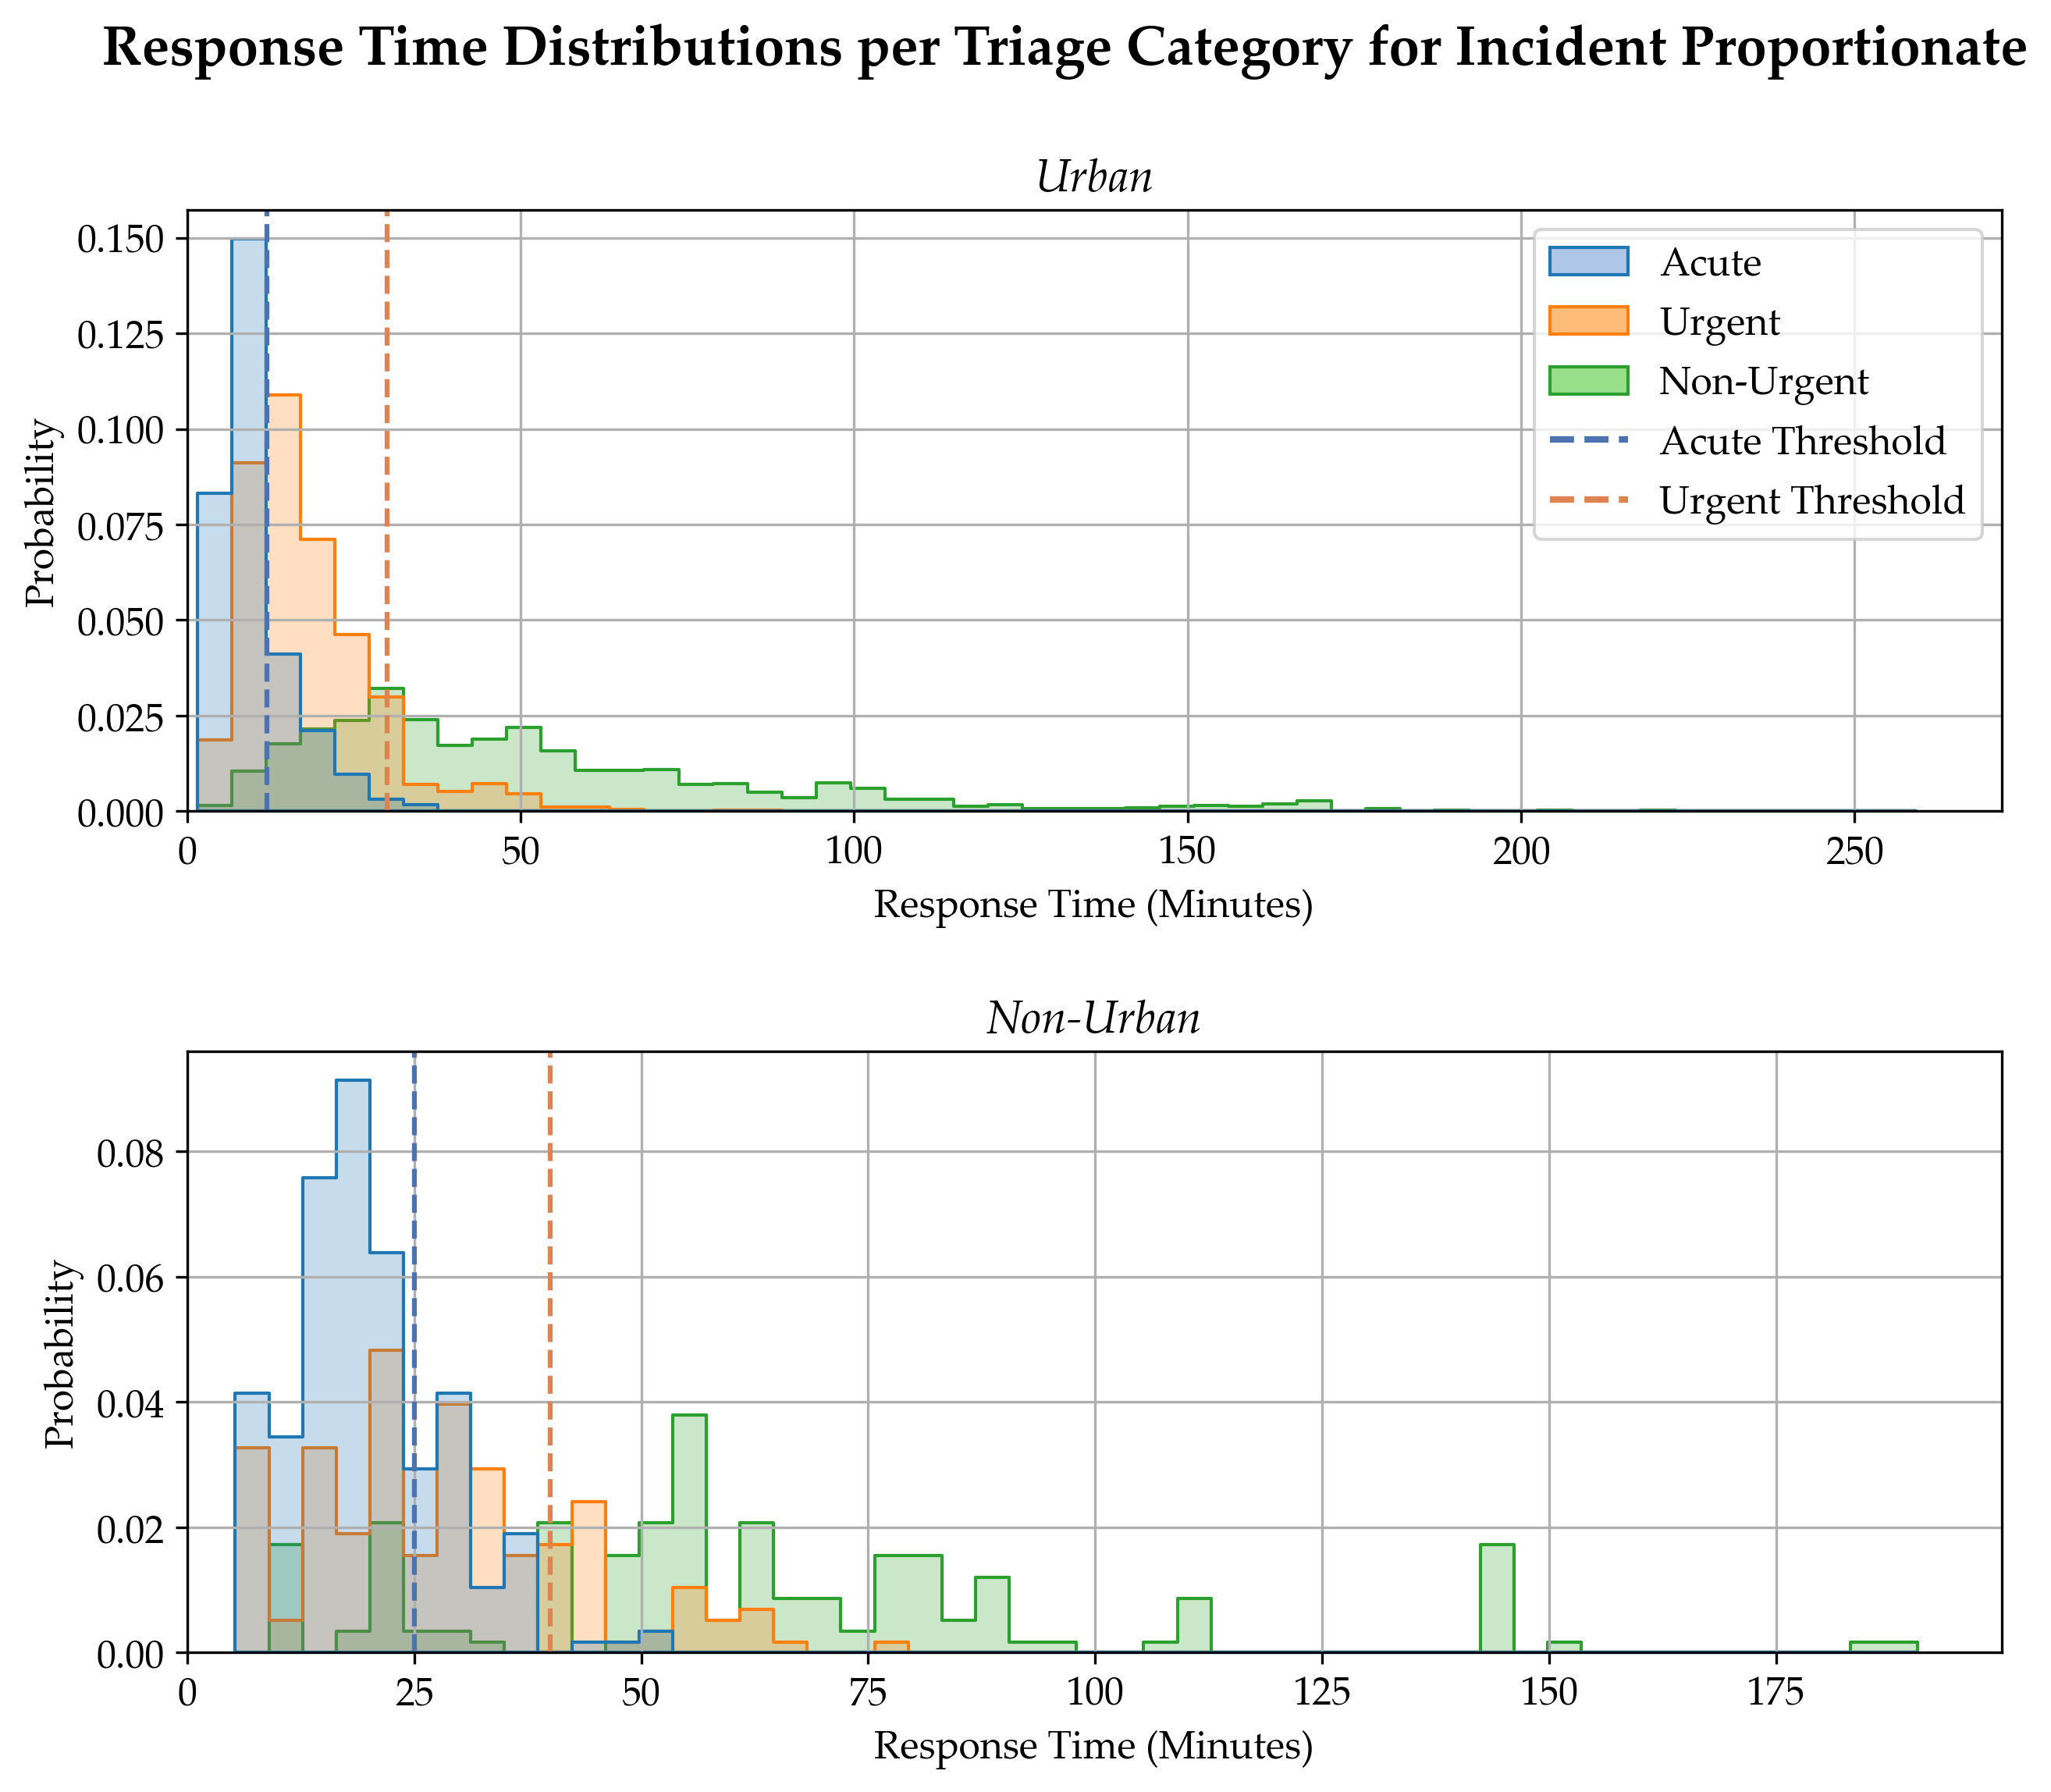 Response Time Distributions per Triage Category for Incident Proportionate
Urban
0.150
0.125
0.100
0.075
0.050
0.025
0.000
Probability
Acute
Urgent
Non-Urgent
Acute Threshold
Urgent Threshold
0 50 100 150 200 250
Response Time (Minutes)
Non-Urban
0.08
0.06
0.04
0.02
0.00
Probability
0 25 50 75 100 125 150 175
Response Time (Minutes)